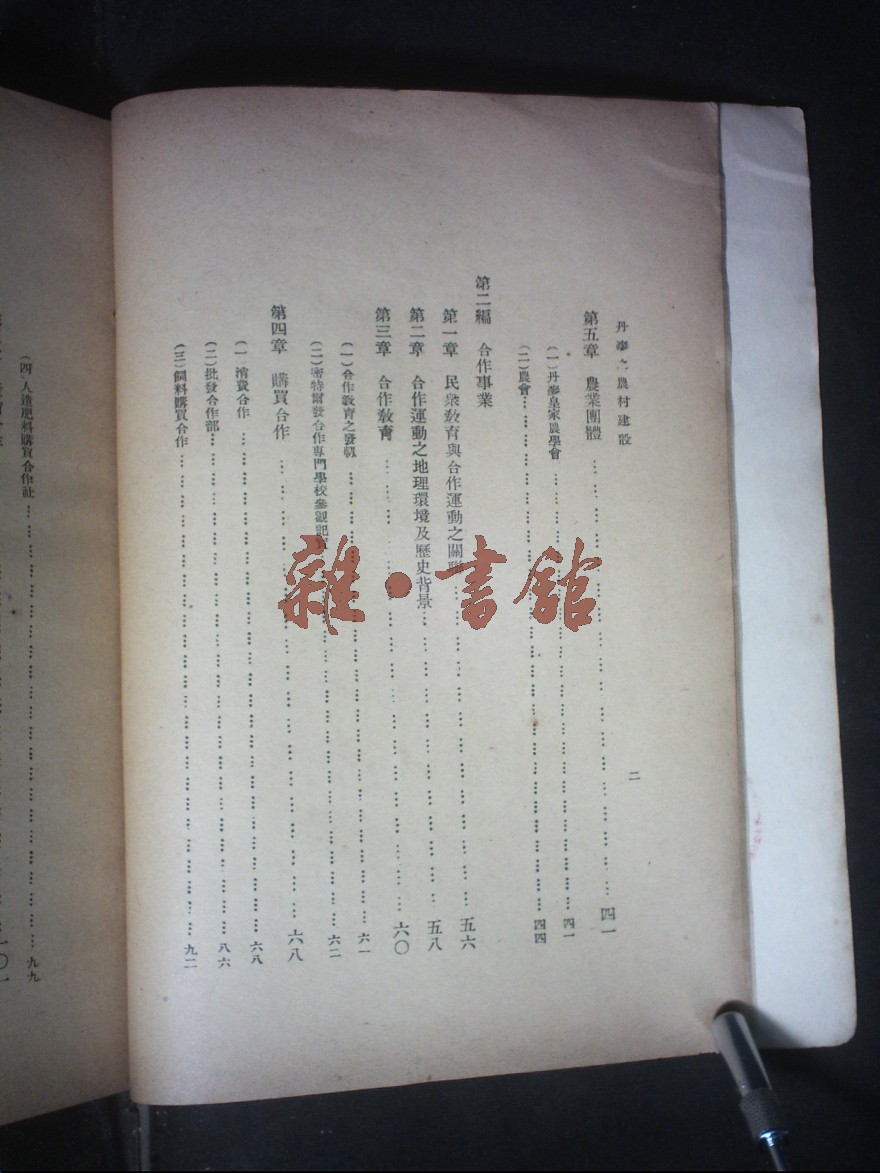 丹麥之農村建設
二
第五章 農業團體……四一
(一)丹麥皇家農學會……四一
(二)農會……四四
第二編 合作事業
第一章 民衆敎育與合作運動之關聯……五六
第二章 合作運動之地理環境及歷史背景……五八
第三章 合作敎育……六〇
(一)合作敎育之發軔……六一
(二)密特爾發合作專門學校參觀記……六二
第四章 購買合作……六八
(一)消費合作……六八
(二)批發合作部……八六
(三)飼料購買合作……九二
(四)人造肥料購買合作社……九九
雜·書館